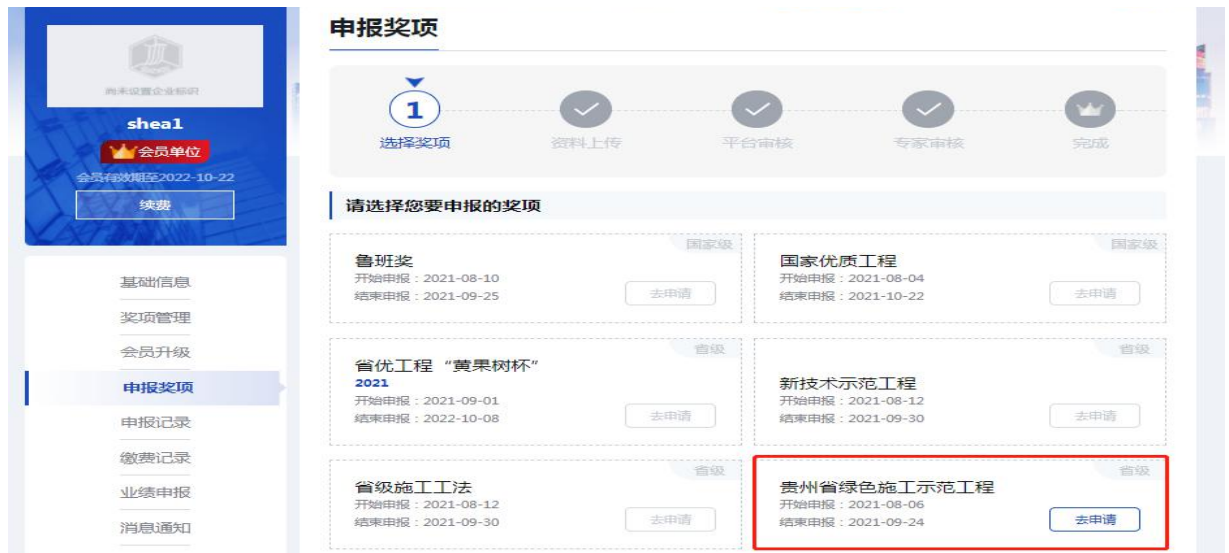 尚未设置企业标识
shea1
会员单位
会员有效期至2022-10-22
续费
基础信息
奖项管理
会员升级
申报奖项
申报记录
缴费记录
业绩申报
消息通知
申报奖项
1
选择奖项
资料上传
平台审核
专家审核
完成
请选择您要申报的奖项
国家级
鲁班奖
开始申报：2021-08-10
结束申报：2021-09-25
去申请
国家级
国家优质工程
开始申报：2021-08-04
结束申报：2021-10-22
去申请
省级
省优工程“黄果树杯”
2021
开始申报：2021-09-01
结束申报：2022-10-08
去申请
省级
新技术示范工程
开始申报：2021-08-12
结束申报：2021-09-30
去申请
省级
省级施工工法
开始申报：2021-08-12
结束申报：2021-09-30
去申请
省级
贵州省绿色施工示范工程
开始申报：2021-08-06
结束申报：2021-09-24
去申请